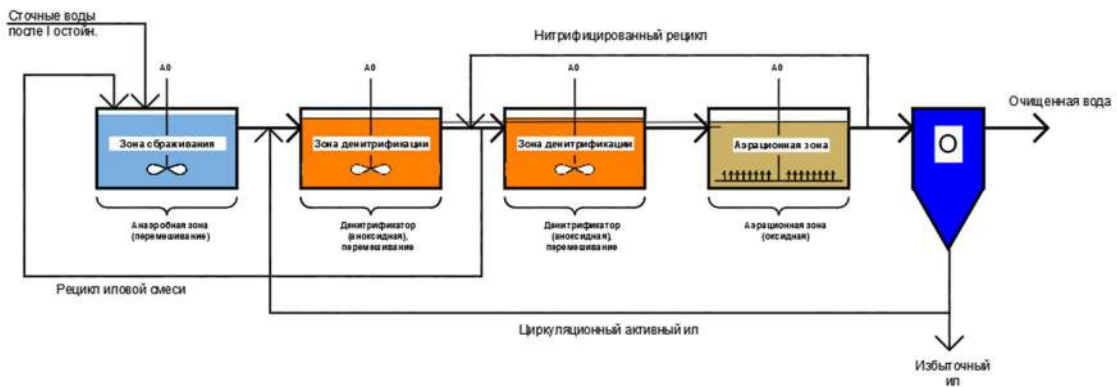 Сточные воды
после I отстойн.
Нитрифицированный рецикл
А0
А0
А0
А0
Очищенная вода
Зона сбраживания
Зона денитрификации
Зона денитрификации
Аэрационная зона
О
Анаэробная зона
(перемешивание)
Денитрификатор
(аноксидная),
перемешивание
Денитрификатор
(аноксидная),
перемешивание
Аэрационная зона
(оксидная)
Рецикл иловой смеси
Циркуляционный активный ил
Избыточный
ил